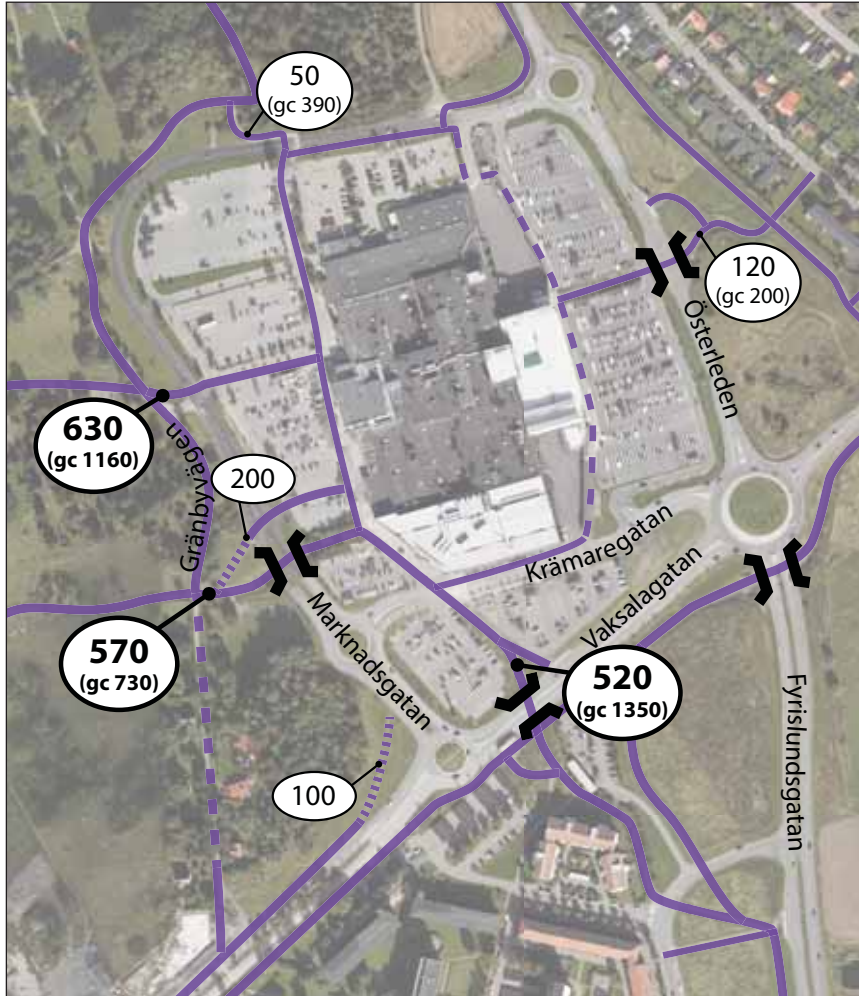 50
(gc 390)
120
(gc 200)
Österleden
630
(gc 1160)
Gränbyvägen
200
Krämaregatan
Vaksalagatan
570
(gc 730)
Marknadsgatan
520
(gc 1350)
Fyrislundsgatan
100